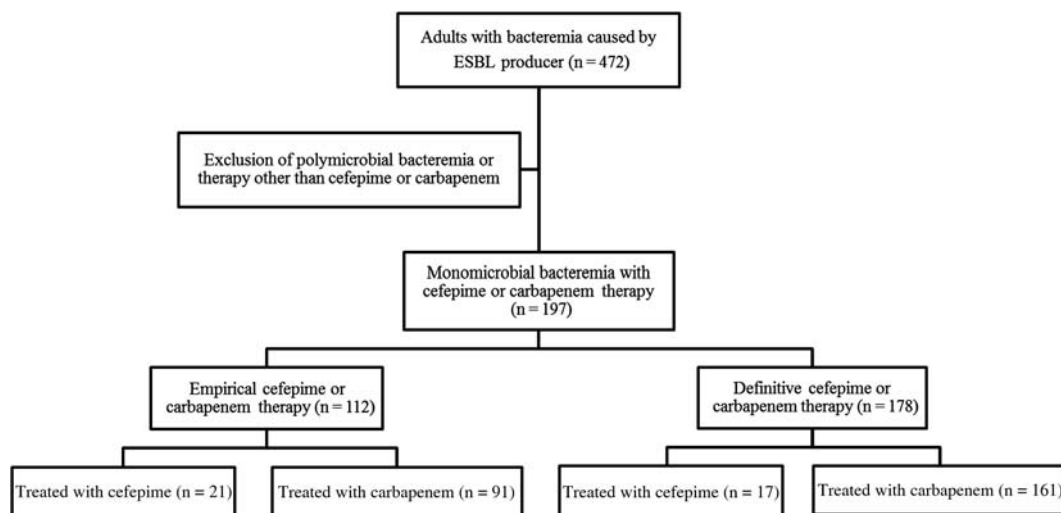 Adults with bacteremia caused by
ESBL producer (n = 472)
Exclusion of polymicrobial bacteremia or
therapy other than cefepime or carbapenem
Monomicrobial bacteremia with
cefepime or carbapenem therapy
(n = 197)
Empirical cefepime or
carbapenem therapy (n = 112)
Definitive cefepime or
carbapenem therapy (n = 178)
Treated with cefepime (n = 21)
Treated with carbapenem (n = 91)
Treated with cefepime (n = 17)
Treated with carbapenem (n = 161)